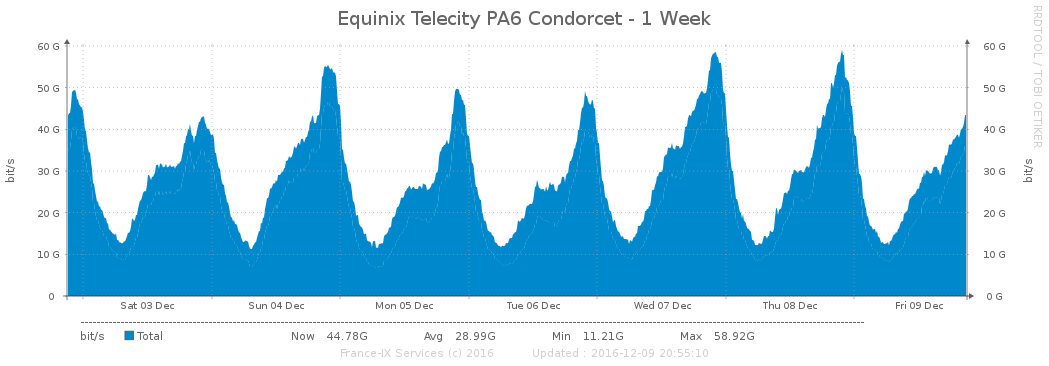 Equinix Telecity PA6 Condorcet - 1 Week
RRDTOOL / TOBI OETIKER
bit/s
60 G
50 G
40 G
30 G
20 G
10 G
0
60 G
50 G
40 G
30 G
20 G
10 G
0 G
bit/s
Sat 03 Dec Sun 04 Dec Mon 05 Dec Tue 06 Dec Wed 07 Dec Thu 08 Dec Fri 09 Dec
bit/s Total Now 44.78G Avg 28.99G Min 11.21G Max 58.92G
France-IX Services (c) 2016 Updated : 2016-12-09 20:55:10